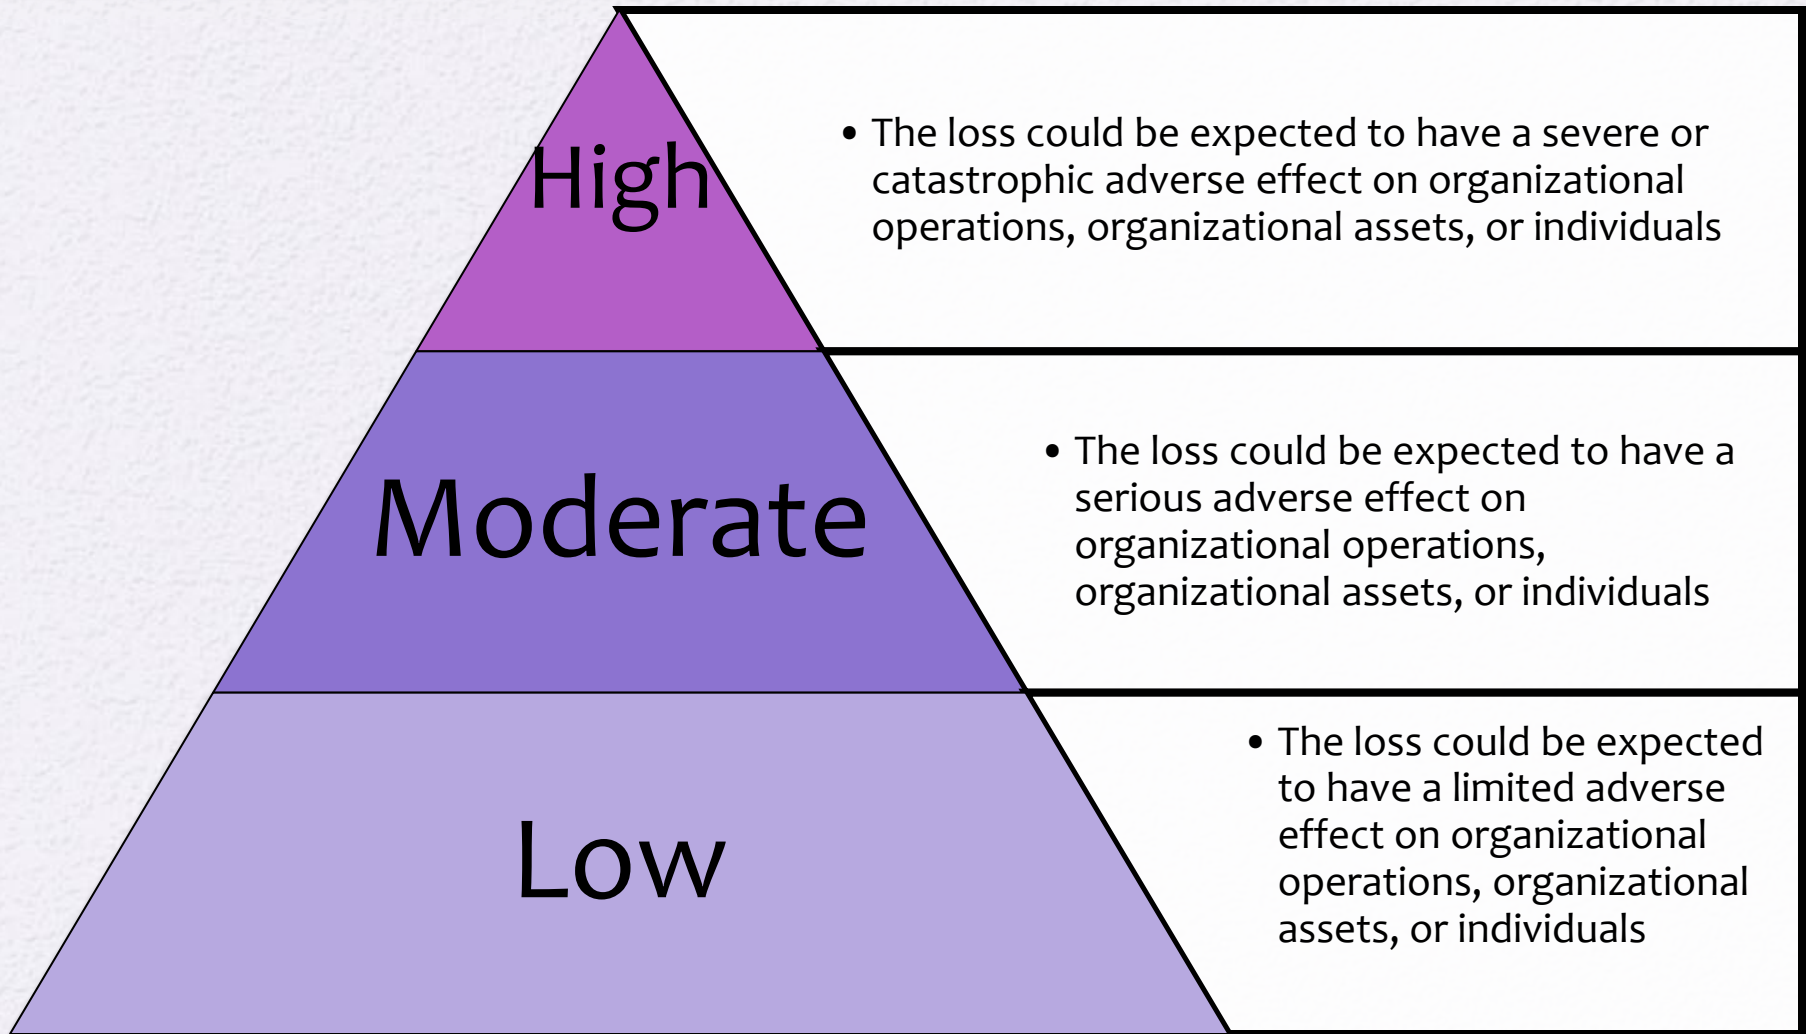 High
• The loss could be expected to have a severe or
catastrophic adverse effect on organizational
operations, organizational assets, or individuals
Moderate
• The loss could be expected to have a
serious adverse effect on
organizational operations,
organizational assets, or individuals
Low
• The loss could be expected
to have a limited adverse
effect on organizational
operations, organizational
assets, or individuals